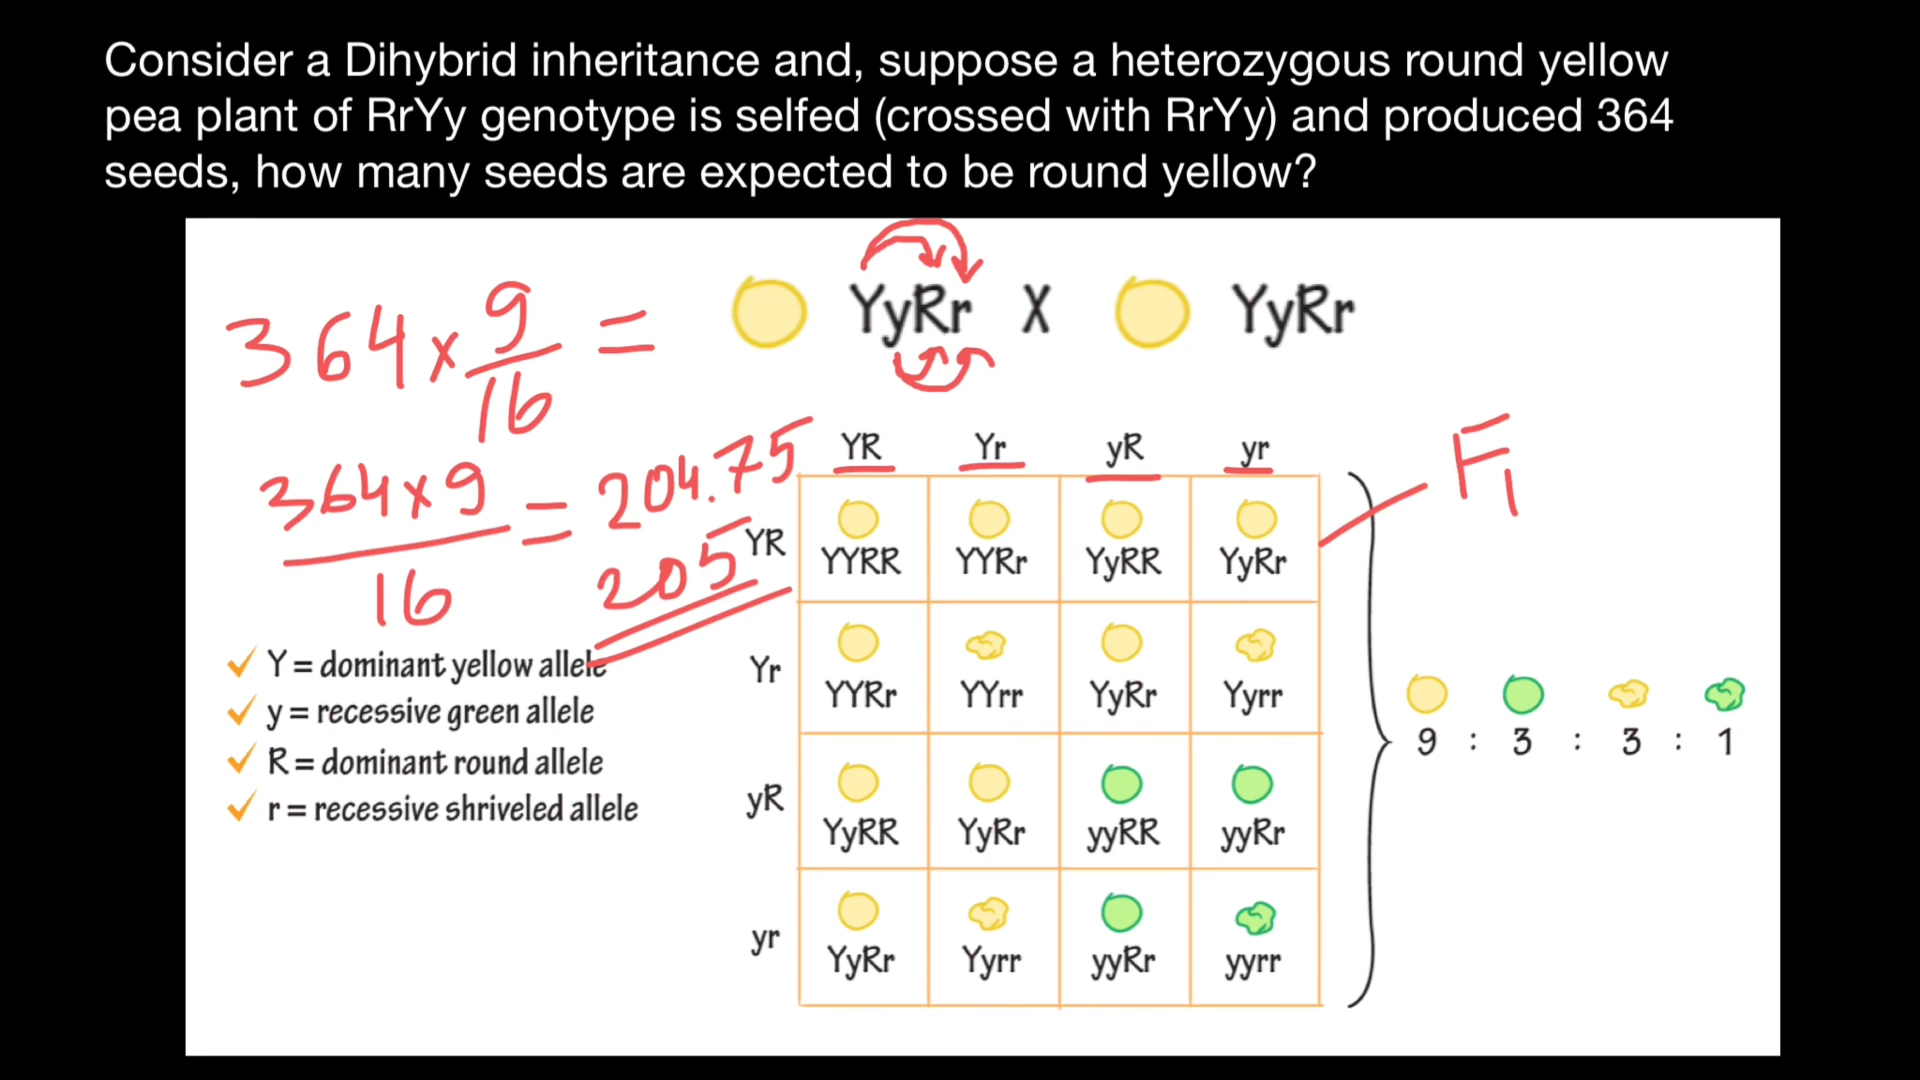 Consider a Dihybrid inheritance and, suppose a heterozygous round yellow
pea plant of RrYy genotype is selfed (crossed with RrYy) and produced 364
seeds, how many seeds are expected to be round yellow?
YyRr X YyRr
364 × 9/16 =
364 × 9 / 16 = 204.75
205
F1
YR Yr yR yr
YR YYRR YYRr YyRR YyRr
Yr YYRr YYrr YyRr Yyrr
yR YyRR YyRr yyRR yyRr
yr YyRr Yyrr yyRr yyrr
✓ Y = dominant yellow allele
✓ y = recessive green allele
✓ R = dominant round allele
✓ r = recessive shriveled allele
9 : 3 : 3 : 1